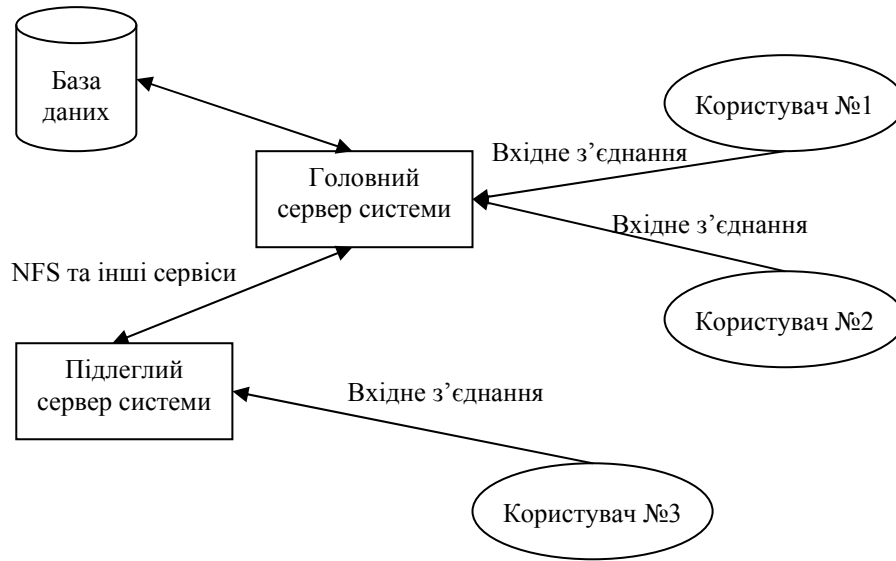 База
даних
Користувач №1
Вхідне з’єднання
Головний
сервер системи
Вхідне з’єднання
NFS та інші сервіси
Користувач №2
Підлеглий
сервер системи
Вхідне з’єднання
Користувач №3